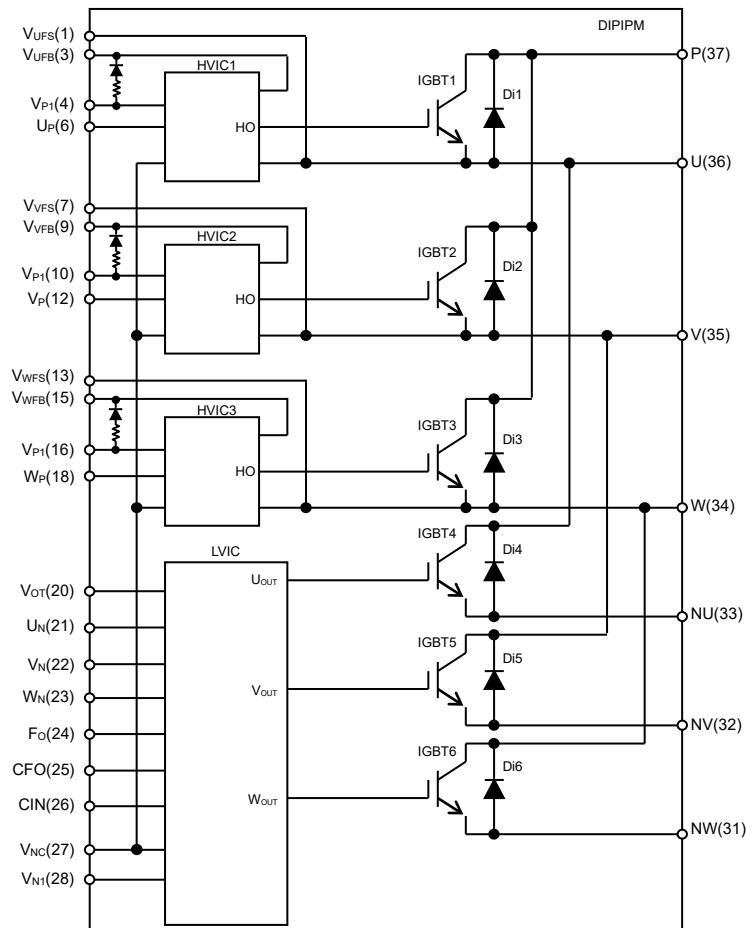 DIPIPM
VUFS(1)
VUFB(3)
HVIC1
IGBT1
Di1
P(37)
VP1(4)
UP(6)
HO
U(36)
VVFS(7)
VVFB(9)
HVIC2
IGBT2
Di2
VP1(10)
VP(12)
HO
V(35)
VWFS(13)
VWFB(15)
HVIC3
IGBT3
Di3
VP1(16)
WP(18)
HO
W(34)
LVIC
IGBT4
Di4
UOUT
VOT(20)
NU(33)
UN(21)
IGBT5
Di5
VN(22)
VOUT
WN(23)
NV(32)
FO(24)
IGBT6
Di6
CFO(25)
WOUT
CIN(26)
NW(31)
VNC(27)
VN1(28)